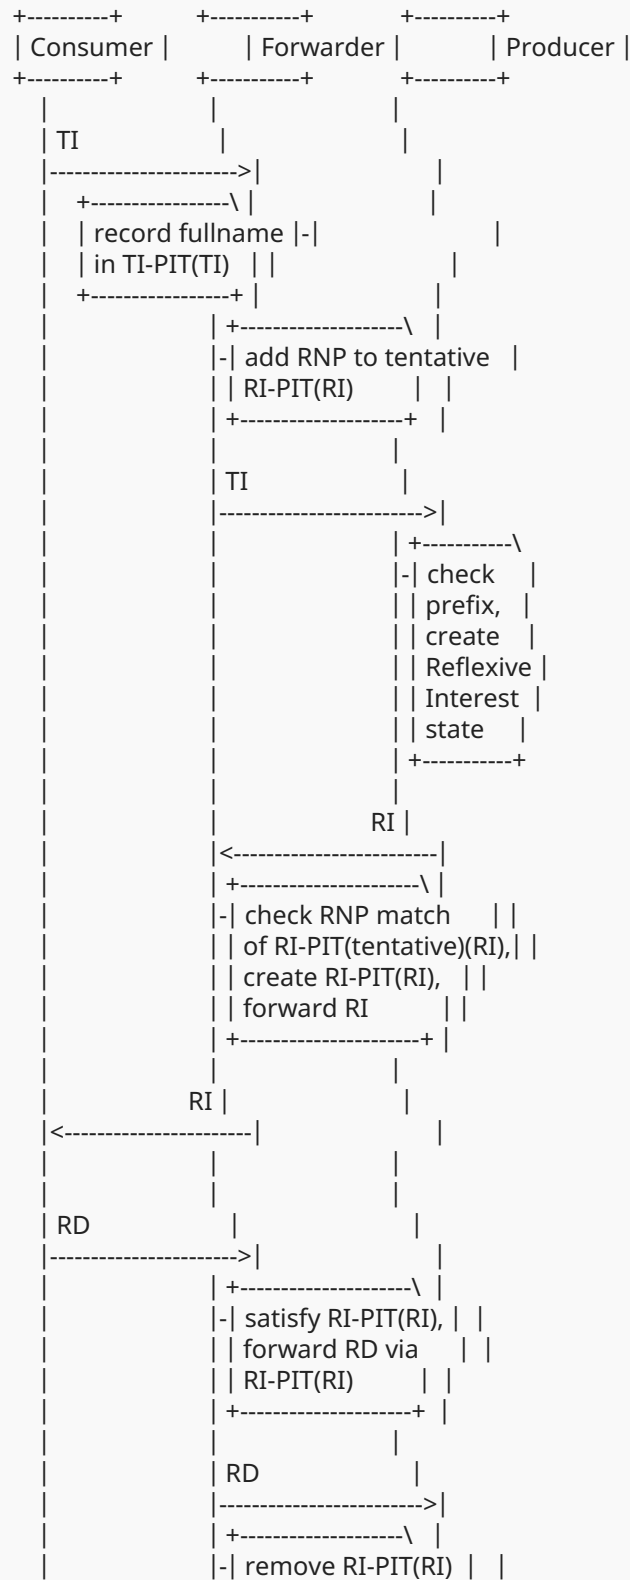 +----------+          +-----------+            +----------+
| Consumer |          | Forwarder |            | Producer |
+----------+          +-----------+            +----------+
     |                      |                        |
     | TI                   |                        |
     |----------------------->|                      |
     |    +-----------------\ |                      |
     |    | record fullname |-|                      |
     |    | in TI-PIT(TI)   | |                      |
     |    +-----------------+ |                      |
     |                      | +--------------------\   |
     |                      |-| add RNP to tentative   |
     |                      | | RI-PIT(RI)         |   |
     |                      | +--------------------+   |
     |                      |                        |
     |                      | TI                     |
     |                      |------------------------->|
     |                      |                        | +-----------\
     |                      |                        |-| check     |
     |                      |                        | | prefix,   |
     |                      |                        | | create    |
     |                      |                        | | Reflexive |
     |                      |                        | | Interest  |
     |                      |                        | | state     |
     |                      |                        | +-----------+
     |                      |                        |
     |                      |                     RI |
     |                      |<-------------------------|
     |                      | +----------------------\ |
     |                      |-| check RNP match      | |
     |                      | | of RI-PIT(tentative)(RI),| |
     |                      | | create RI-PIT(RI),   | |
     |                      | | forward RI           | |
     |                      | +----------------------+ |
     |                      |                        |
     |                   RI |                        |
     |<-----------------------|                      |
     |                      |                        |
     |                      |                        |
     | RD                   |                        |
     |----------------------->|                      |
     |                      | +---------------------\  |
     |                      |-| satisfy RI-PIT(RI), |  |
     |                      | | forward RD via      |  |
     |                      | | RI-PIT(RI)          |  |
     |                      | +---------------------+  |
     |                      |                        |
     |                      | RD                     |
     |                      |------------------------->|
     |                      | +--------------------\   |
     |                      |-| remove RI-PIT(RI)  |   |